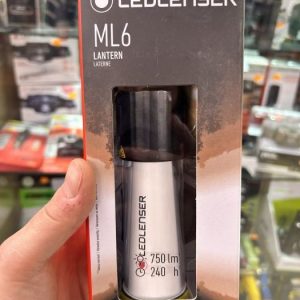 LEDLENSER
ML6
LANTERN
LATERNE
LEDLENSER
750 lm
240 h